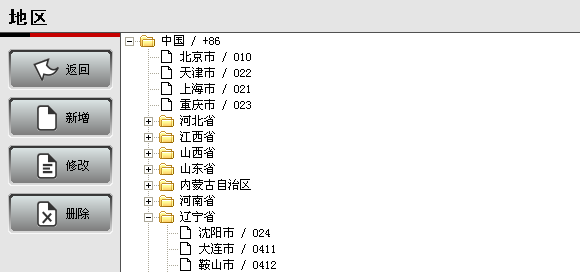 地区
返回
新增
修改
删除
中国 / +86
北京市 / 010
天津市 / 022
上海市 / 021
重庆市 / 023
河北省
江西省
山西省
山东省
内蒙古自治区
河南省
辽宁省
沈阳市 / 024
大连市 / 0411
鞍山市 / 0412